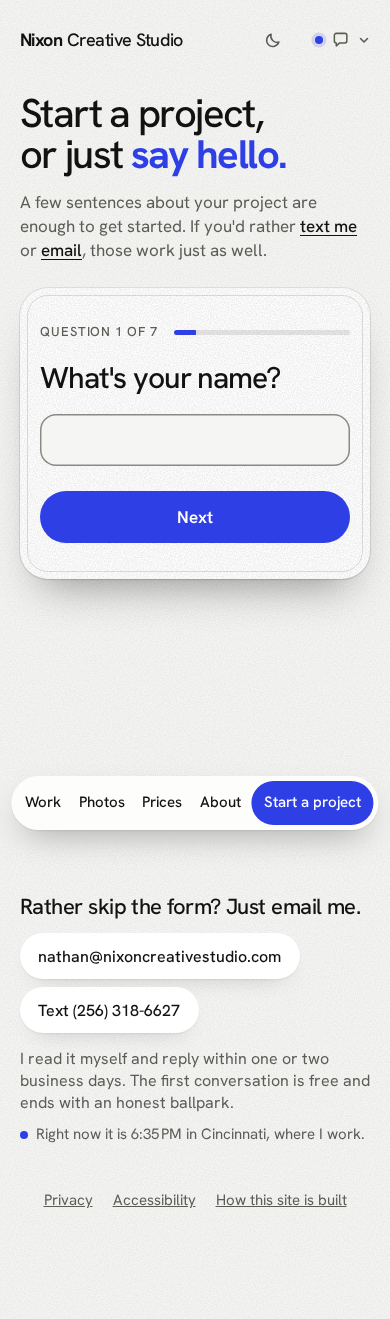 Nixon Creative Studio
Start a project,
or just say hello.
A few sentences about your project are
enough to get started. If you'd rather text me
or email, those work just as well.
QUESTION 1 OF 7
What's your name?
Next
Work Photos Prices About Start a project
Rather skip the form? Just email me.
nathan@nixoncreativestudio.com
Text (256) 318-6627
I read it myself and reply within one or two
business days. The first conversation is free and
ends with an honest ballpark.
Right now it is 6:35 PM in Cincinnati, where I work.
Privacy Accessibility How this site is built